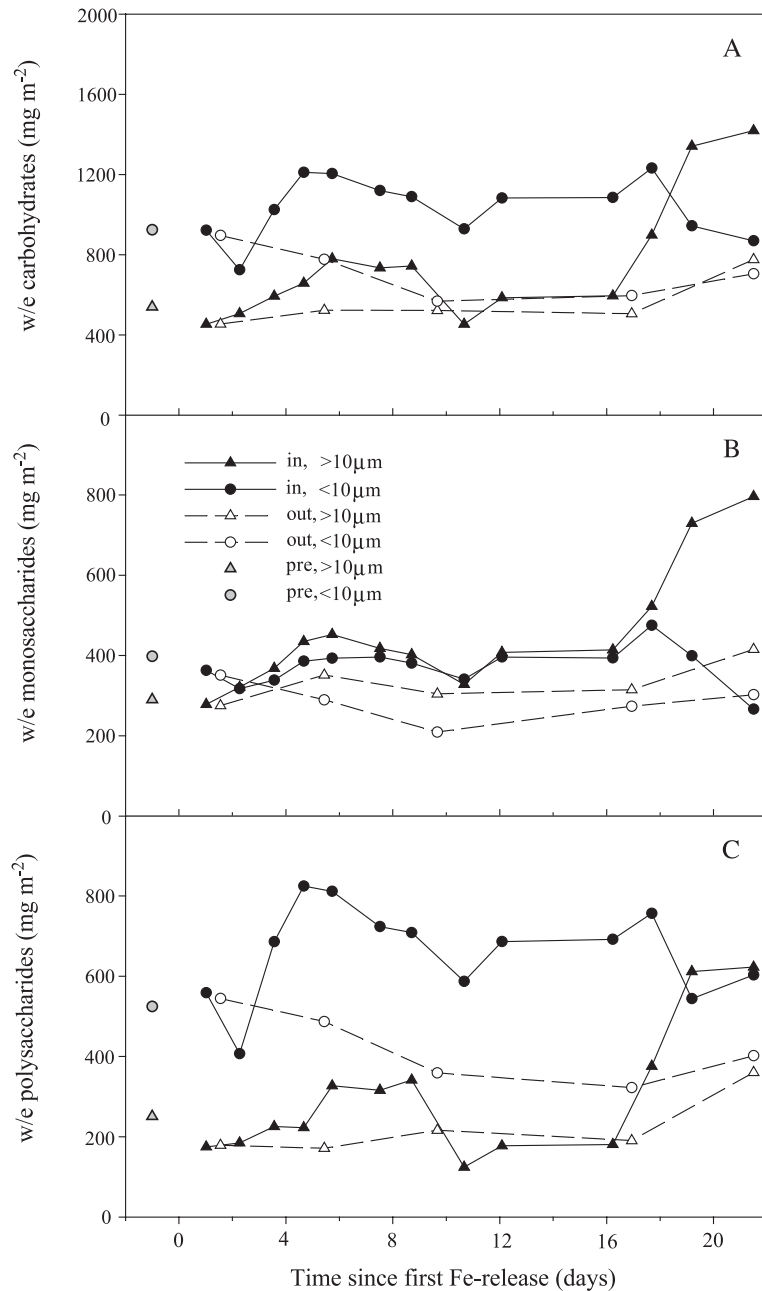 2000
A
1600
1200
800
400
0
w/e carbohydrates (mg m⁻²)
B
in, >10µm
in, <10µm
out, >10µm
out, <10µm
pre, >10µm
pre, <10µm
800
600
400
200
0
w/e monosaccharides (mg m⁻²)
C
800
600
400
200
0
w/e polysaccharides (mg m⁻²)
0 4 8 12 16 20
Time since first Fe-release (days)